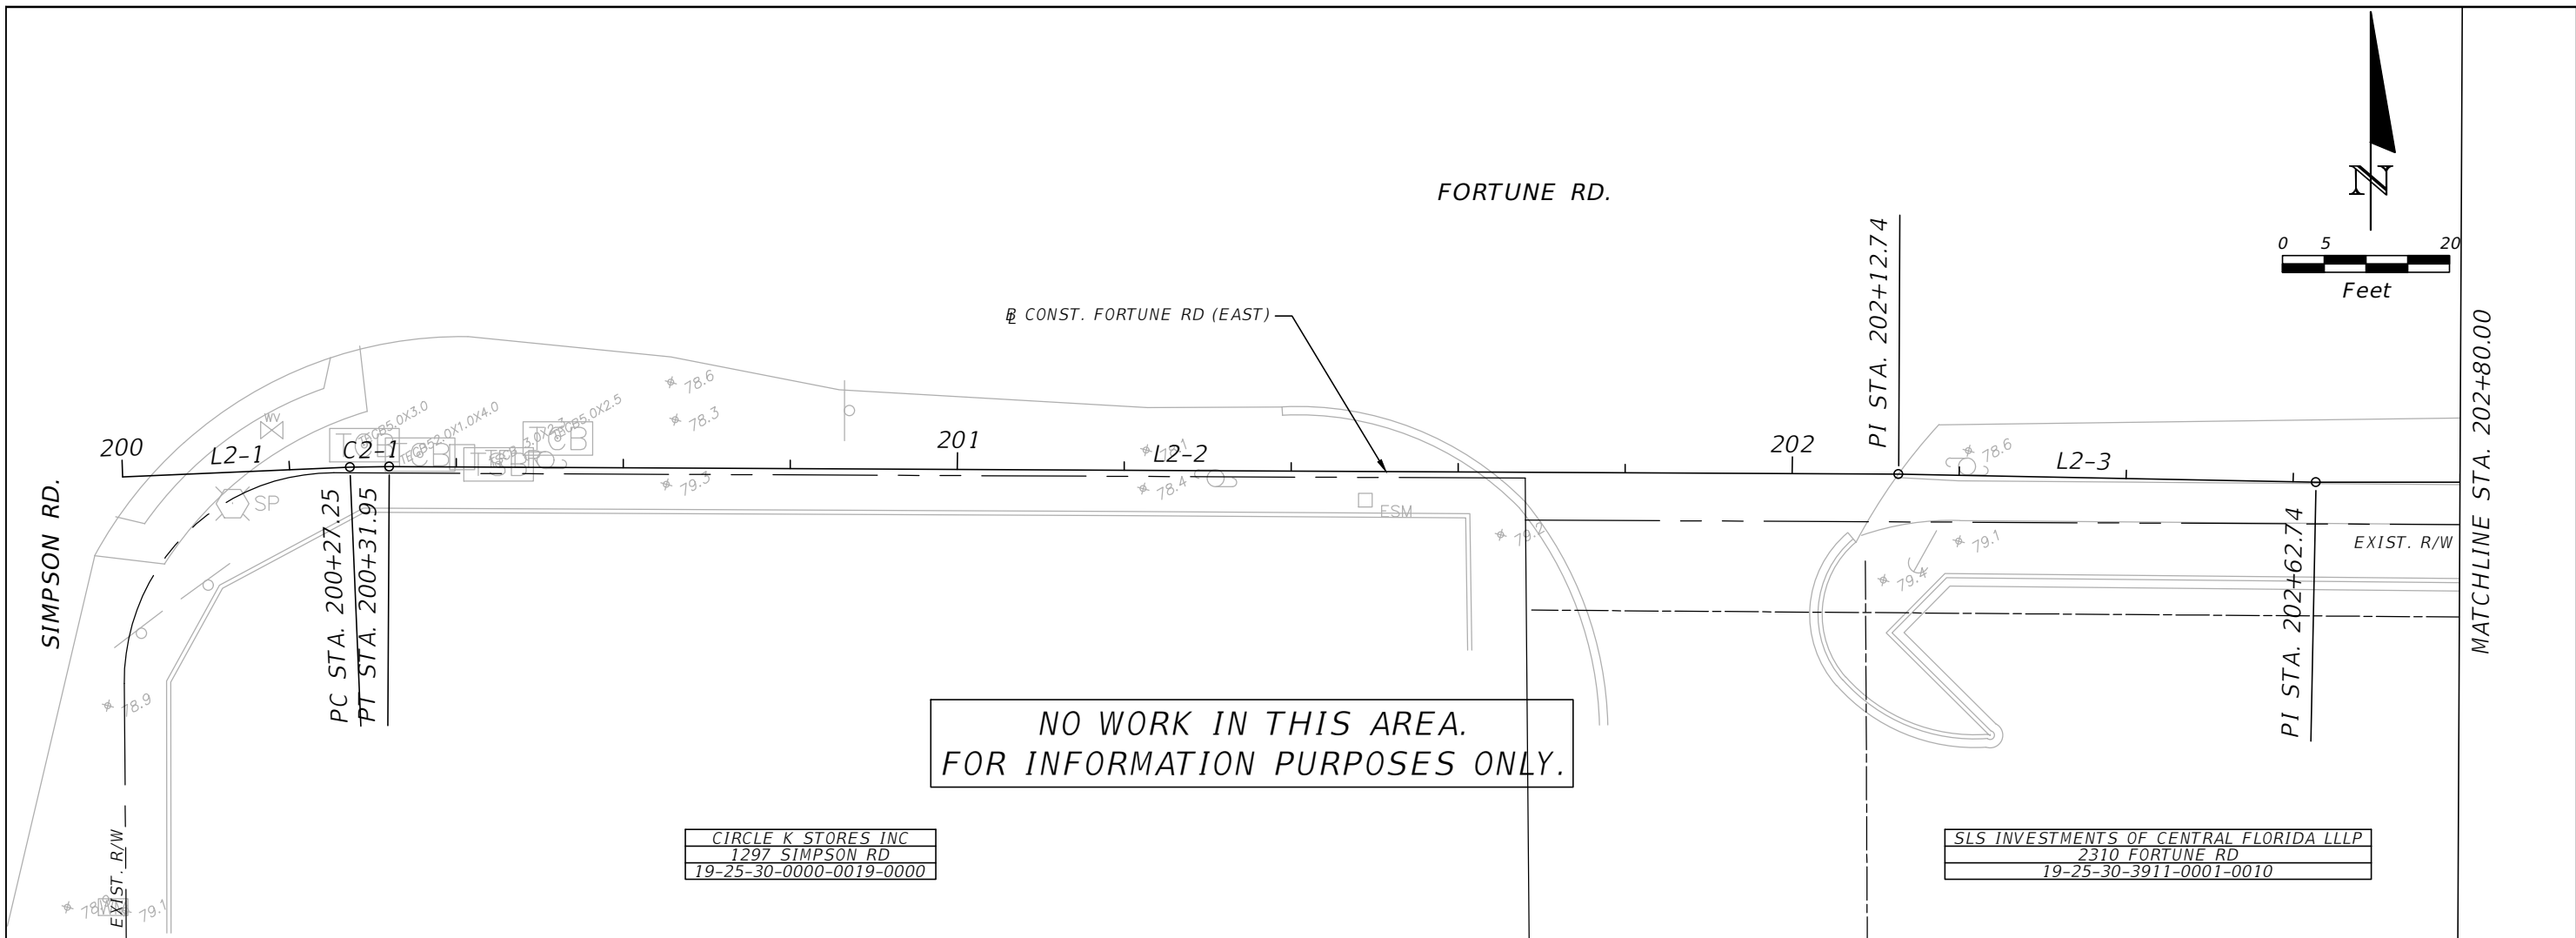 FORTUNE RD.
N
0 5 20
Feet
PI STA. 202+12.74
℄ CONST. FORTUNE RD (EAST)
MATCHLINE STA. 202+80.00
78.6
78.3
79.3
78.4
79.2
78.6
79.1
79.4
78.9
79.1
WV
TCB
TCB
200
L2-1
C2-1
201
L2-2
202
L2-3
SP
ESM
SIMPSON RD.
PC STA. 200+27.25
PT STA. 200+31.95
PI STA. 202+62.74
EXIST. R/W
NO WORK IN THIS AREA.
FOR INFORMATION PURPOSES ONLY.
CIRCLE K STORES INC
1297 SIMPSON RD
19-25-30-0000-0019-0000
SLS INVESTMENTS OF CENTRAL FLORIDA LLLP
2310 FORTUNE RD
19-25-30-3911-0001-0010
EXIST. R/W